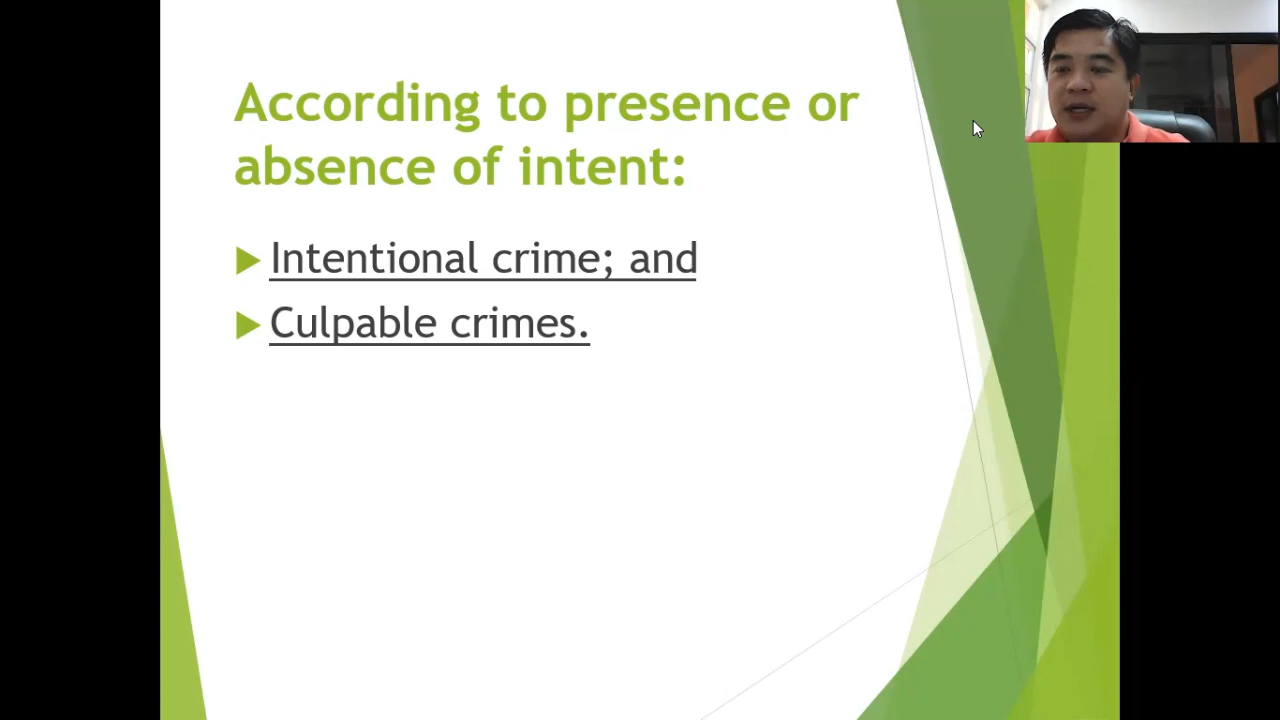 According to presence or
absence of intent:
Intentional crime; and
Culpable crimes.